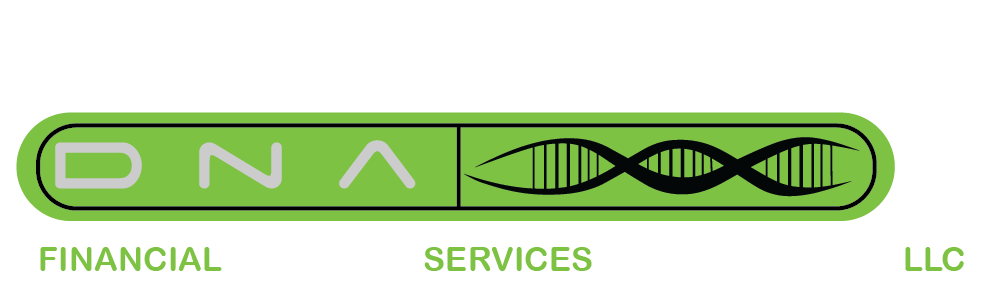 DNA
FINANCIAL SERVICES LLC